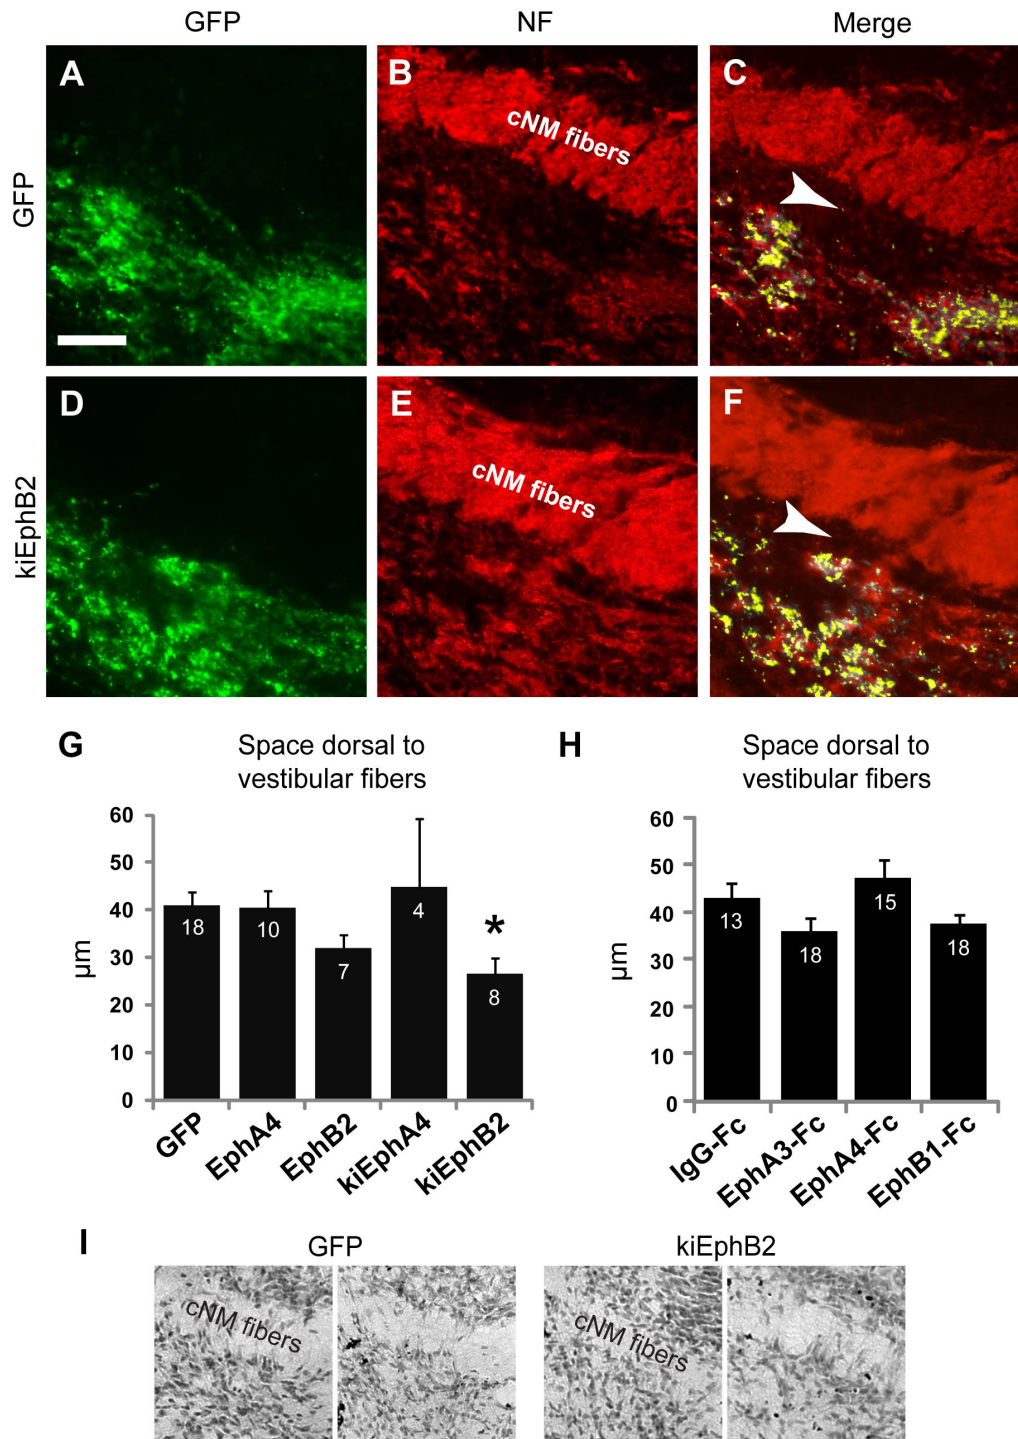 GFP NF Merge
GFP
A
B
cNM fibers
C
kiEphB2
D
E
cNM fibers
F
G
Space dorsal to
vestibular fibers
µm
60
50
40
30
20
10
0
18
10
7
4
*
8
GFP
EphA4
EphB2
kiEphA4
kiEphB2
H
Space dorsal to
vestibular fibers
µm
60
50
40
30
20
10
0
13
18
15
18
IgG-Fc
EphA3-Fc
EphA4-Fc
EphB1-Fc
I
GFP
kiEphB2
cNM fibers
cNM fibers